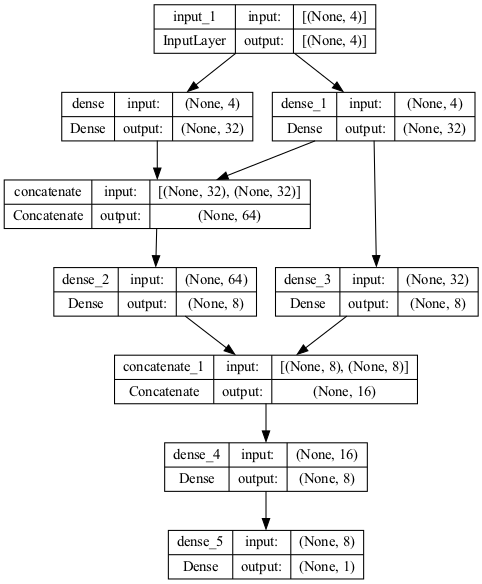 input_1 input: [(None, 4)]
InputLayer output: [(None, 4)]
dense input: (None, 4)
Dense output: (None, 32)
dense_1 input: (None, 4)
Dense output: (None, 32)
concatenate input: [(None, 32), (None, 32)]
Concatenate output: (None, 64)
dense_2 input: (None, 64)
Dense output: (None, 8)
dense_3 input: (None, 32)
Dense output: (None, 8)
concatenate_1 input: [(None, 8), (None, 8)]
Concatenate output: (None, 16)
dense_4 input: (None, 16)
Dense output: (None, 8)
dense_5 input: (None, 8)
Dense output: (None, 1)